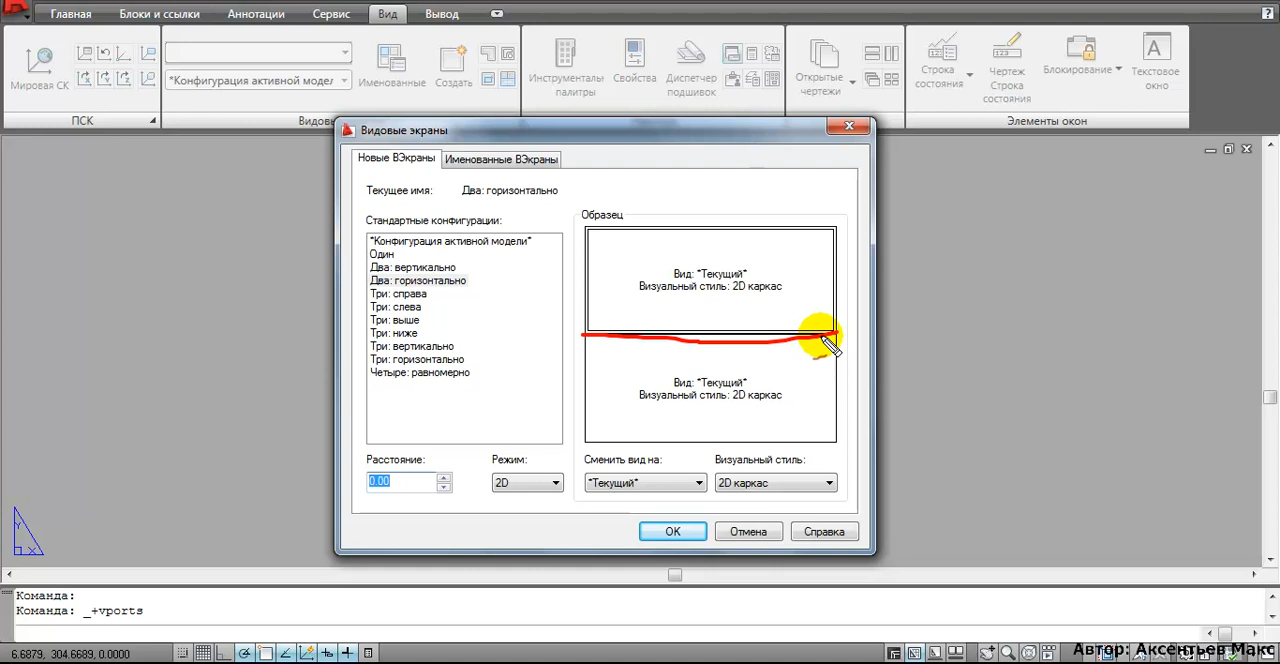 Главная Блоки и ссылки Аннотации Сервис Вид Вывод
Мировая СК
*Конфигурация активной модел
Именованные Создать
Инструментальные палитры
Свойства
Диспетчер подшивок
Открытые чертежи
Строка состояния
Чертеж Строка состояния
Блокирование
Текстовое окно
ПСК
Элементы окон
Видовые экраны
Новые ВЭкраны Именованные ВЭкраны
Текущее имя: Два: горизонтально
Стандартные конфигурации:
*Конфигурация активной модели*
Один
Два: вертикально
Два: горизонтально
Три: справа
Три: слева
Три: выше
Три: ниже
Три: вертикально
Три: горизонтально
Четыре: равномерно
Образец
Вид: *Текущий*
Визуальный стиль: 2D каркас
Вид: *Текущий*
Визуальный стиль: 2D каркас
Расстояние: Режим: Сменить вид на: Визуальный стиль:
0.00 2D *Текущий* 2D каркас
OK Отмена Справка
Y
X
Команда:
Команда: _+vports
6.6879, 304.6689, 0.0000
Автор: Аксентьев Макс